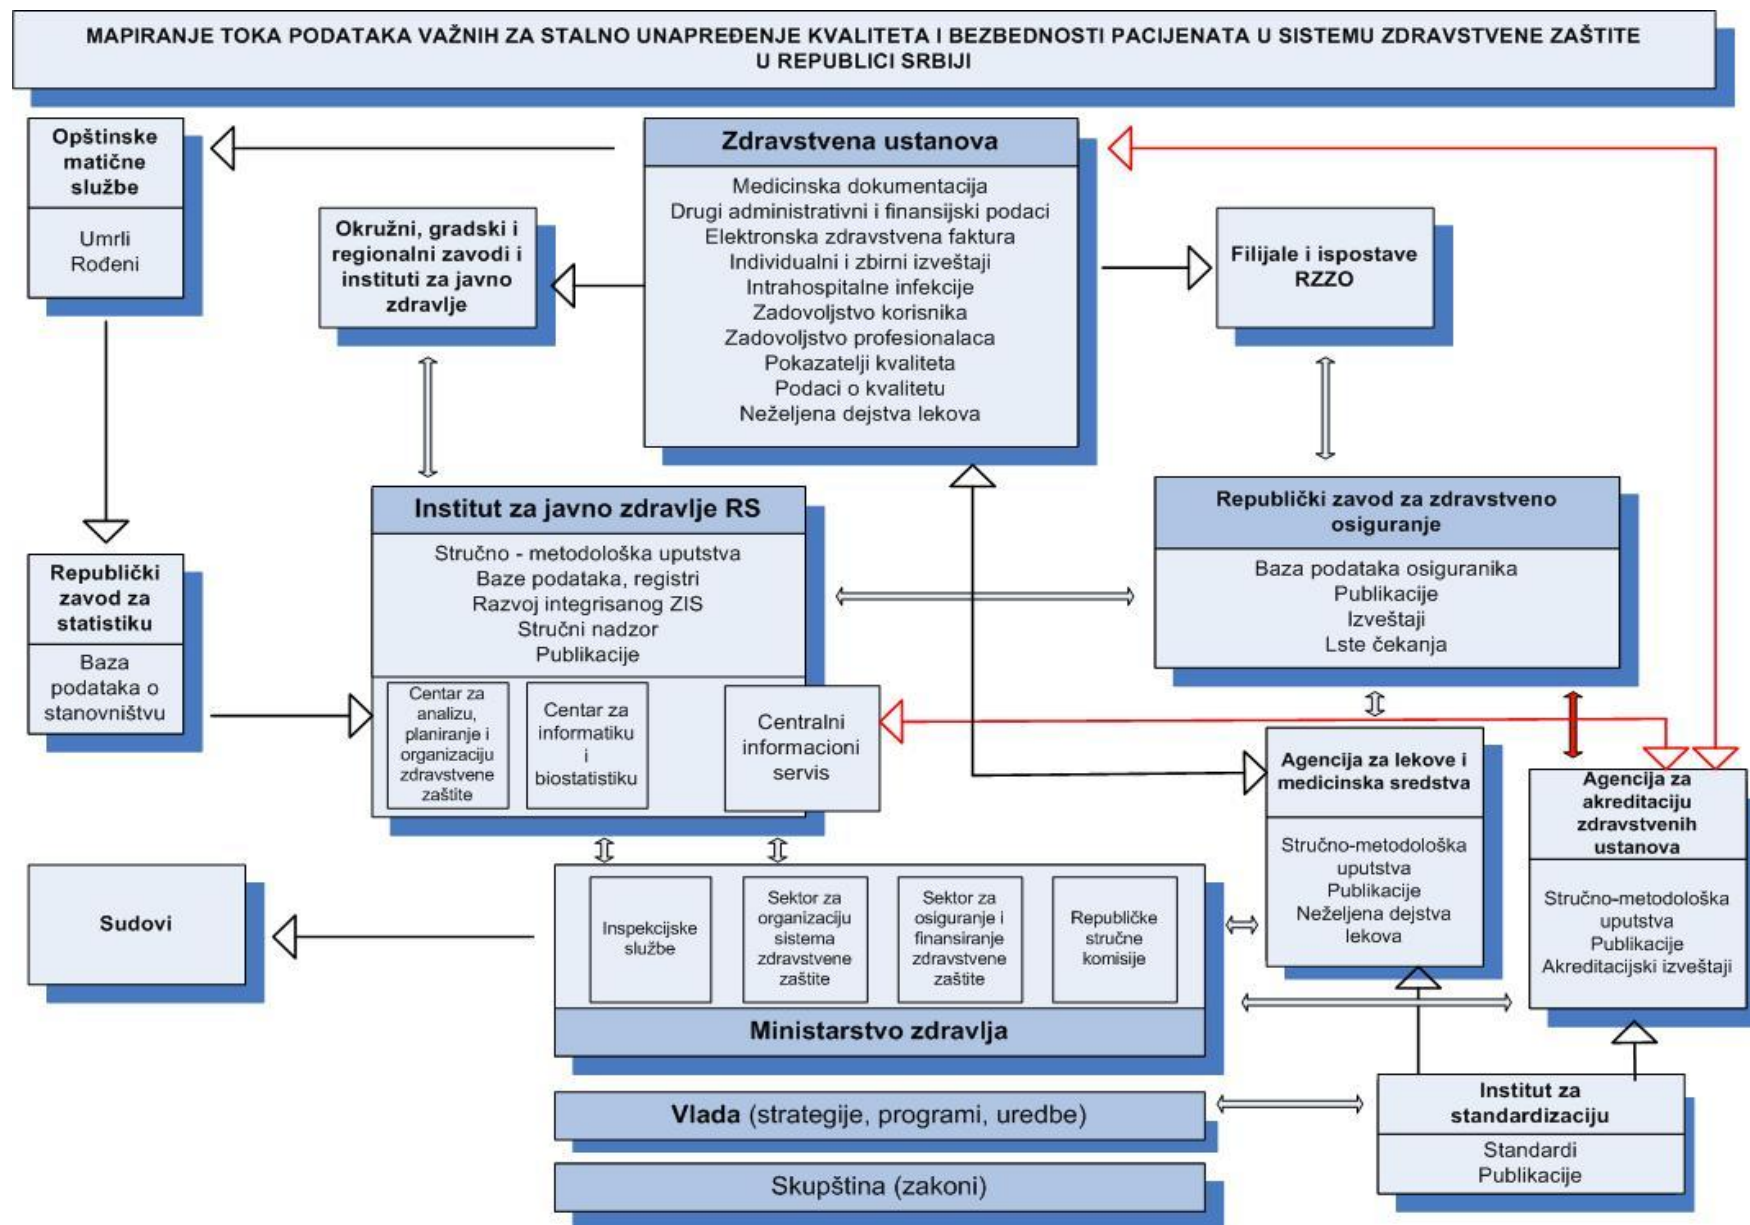 MAPIRANJE TOKA PODATAKA VAŽNIH ZA STALNO UNAPREĐENJE KVALITETA I BEZBEDNOSTI PACIJENATA U SISTEMU ZDRAVSTVENE ZAŠTITE
U REPUBLICI SRBIJI
Opštinske
matične
službe
Umrli
Rođeni
Okružni, gradski i
regionalni zavodi i
instituti za javno
zdravlje
Zdravstvena ustanova
Medicinska dokumentacija
Drugi administrativni i finansijski podaci
Elektronska zdravstvena faktura
Individualni i zbirni izveštaji
Intrahospitalne infekcije
Zadovoljstvo korisnika
Zadovoljstvo profesionalaca
Pokazatelji kvaliteta
Podaci o kvalitetu
Neželjena dejstva lekova
Filijale i ispostave
RZZO
Institut za javno zdravlje RS
Stručno - metodološka uputstva
Baze podataka, registri
Razvoj integrisanog ZIS
Stručni nadzor
Publikacije
Centar za
analizu,
planiranje i
organizaciju
zdravstvene
zaštite
Centar za
informatiku
i
biostatistiku
Centralni
informacioni
servis
Republički zavod za zdravstveno
osiguranje
Baza podataka osiguranika
Publikacije
Izveštaji
Lste čekanja
Republički
zavod za
statistiku
Baza
podataka o
stanovništvu
Agencija za lekove i
medicinska sredstva
Stručno-metodološka
uputstva
Publikacije
Neželjena dejstva
lekova
Agencija za
akreditaciju
zdravstvenih
ustanova
Stručno-metodološka
uputstva
Publikacije
Akreditacijski izveštaji
Sudovi
Inspekcijske
službe
Sektor za
organizaciju
sistema
zdravstvene
zaštite
Sektor za
osiguranje i
finansiranje
zdravstvene
zaštite
Republičke
stručne
komisije
Ministarstvo zdravlja
Vlada (strategije, programi, uredbe)
Skupština (zakoni)
Institut za
standardizaciju
Standardi
Publikacije